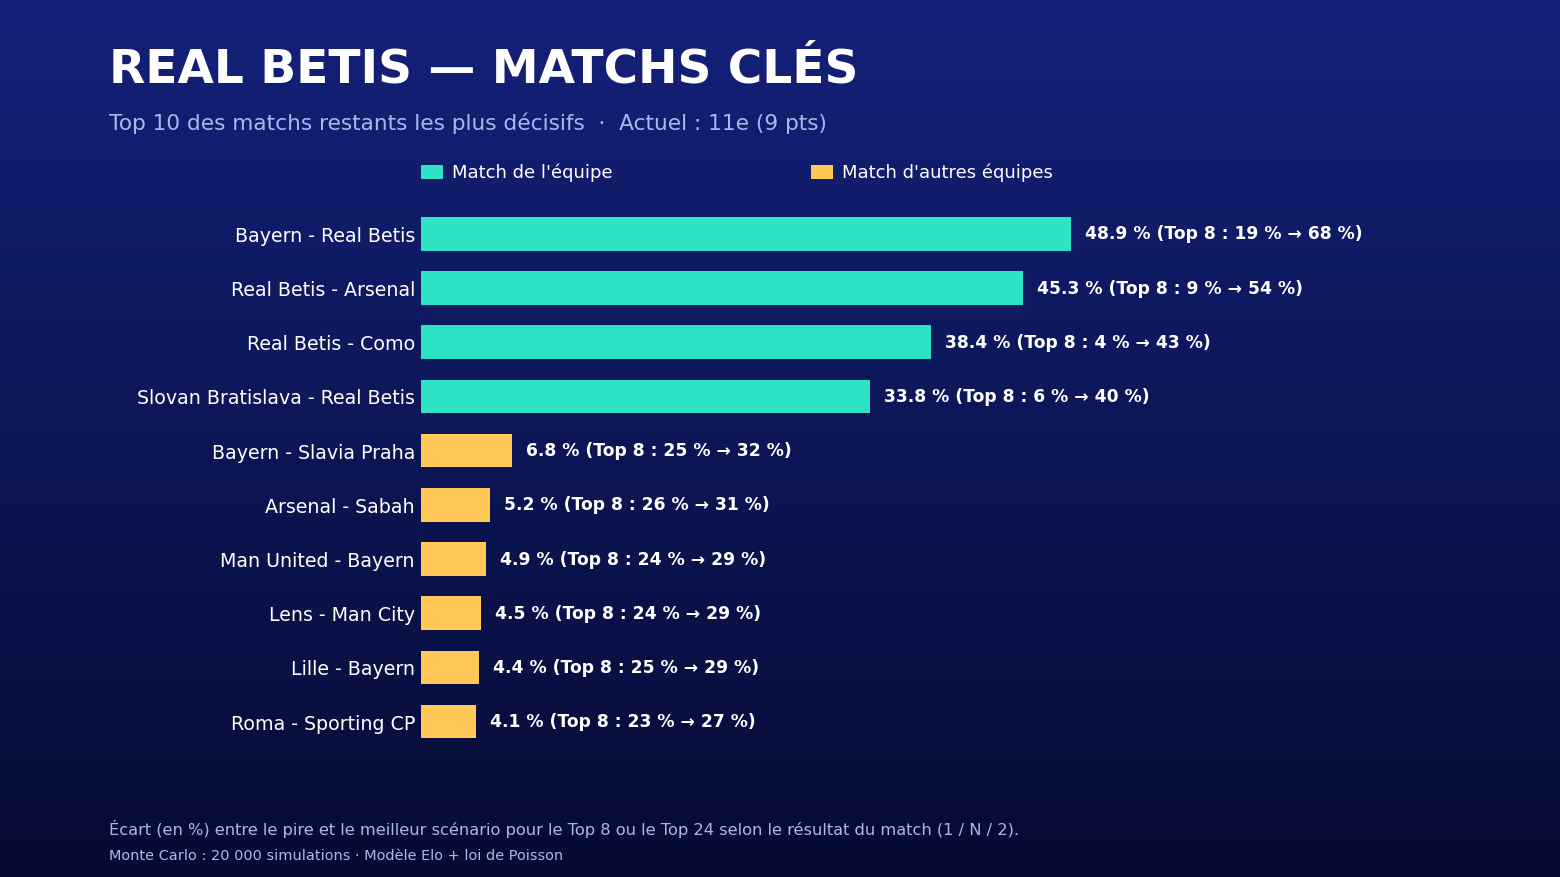 REAL BETIS — MATCHS CLÉS
Top 10 des matchs restants les plus décisifs · Actuel : 11e (9 pts)
Match de l'équipe
Match d'autres équipes
Bayern - Real Betis 48.9 % (Top 8 : 19 % → 68 %)
Real Betis - Arsenal 45.3 % (Top 8 : 9 % → 54 %)
Real Betis - Como 38.4 % (Top 8 : 4 % → 43 %)
Slovan Bratislava - Real Betis 33.8 % (Top 8 : 6 % → 40 %)
Bayern - Slavia Praha 6.8 % (Top 8 : 25 % → 32 %)
Arsenal - Sabah 5.2 % (Top 8 : 26 % → 31 %)
Man United - Bayern 4.9 % (Top 8 : 24 % → 29 %)
Lens - Man City 4.5 % (Top 8 : 24 % → 29 %)
Lille - Bayern 4.4 % (Top 8 : 25 % → 29 %)
Roma - Sporting CP 4.1 % (Top 8 : 23 % → 27 %)
Écart (en %) entre le pire et le meilleur scénario pour le Top 8 ou le Top 24 selon le résultat du match (1 / N / 2).
Monte Carlo : 20 000 simulations · Modèle Elo + loi de Poisson